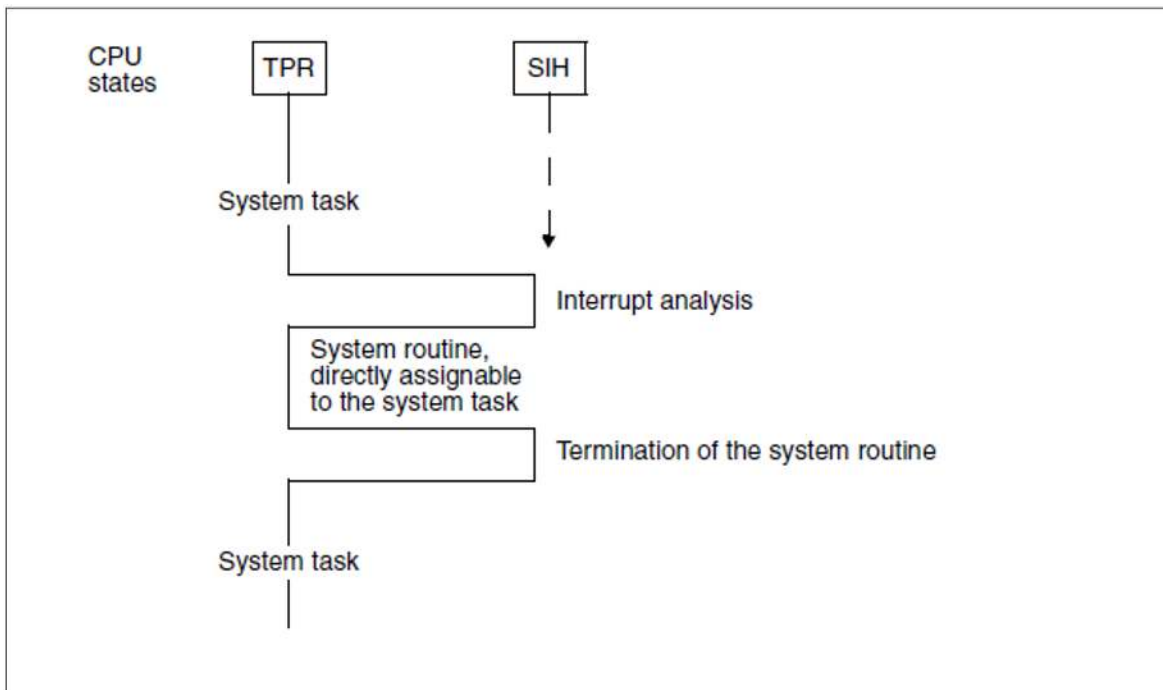 CPU
states
TPR
SIH
System task
Interrupt analysis
System routine,
directly assignable
to the system task
Termination of the system routine
System task